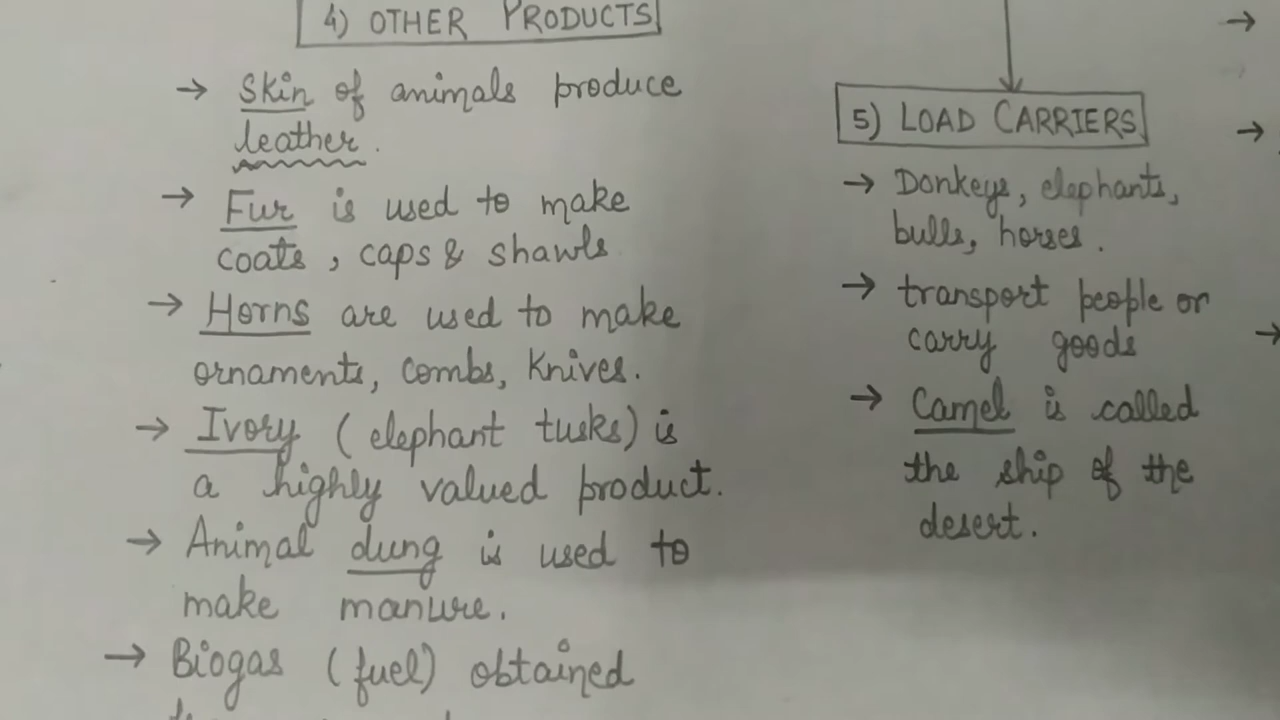 4) OTHER PRODUCTS
→ Skin of animals produce
leather.
→ Fur is used to make
coats, caps & shawls
→ Horns are used to make
ornaments, combs, Knives.
→ Ivory (elephant tusks) is
a highly valued product.
→ Animal dung is used to
make manure.
→ Biogas (fuel) obtained
5) LOAD CARRIERS
→ Donkeys, elephants,
bulls, horses.
→ transport people or
carry goods
→ Camel is called
the ship of the
desert.
→
→
→